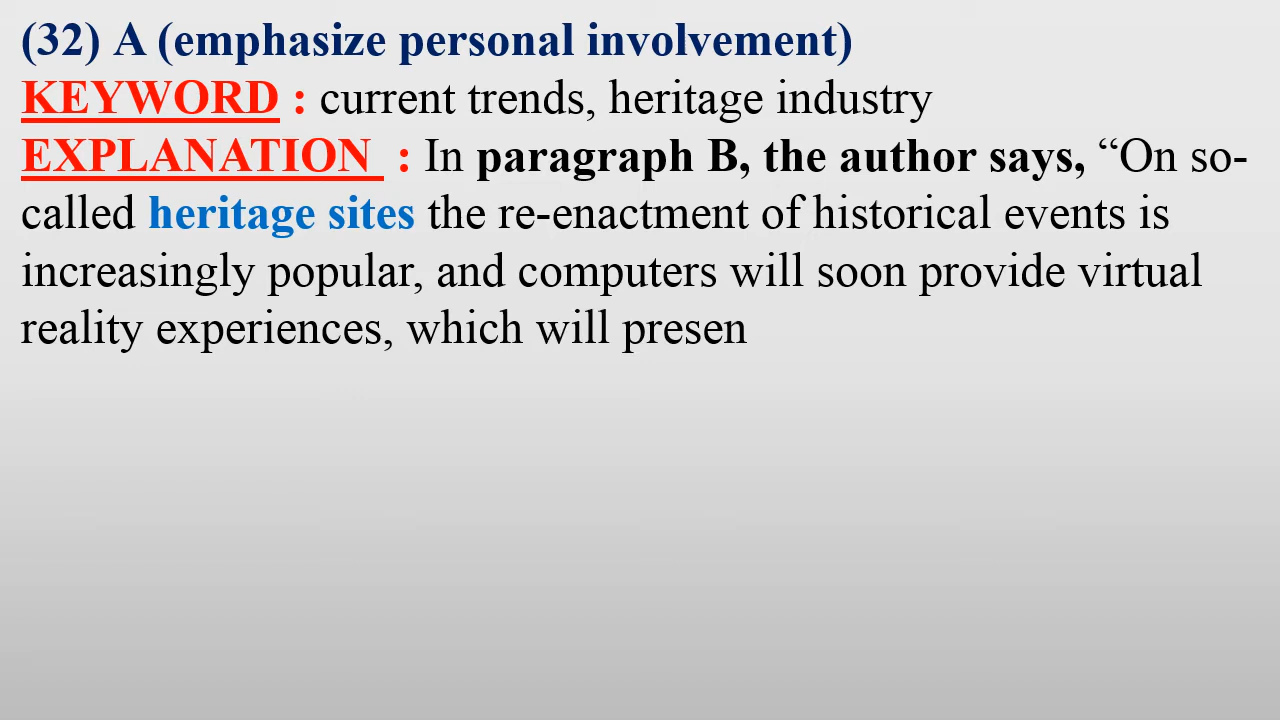 (32) A (emphasize personal involvement)
KEYWORD : current trends, heritage industry
EXPLANATION : In paragraph B, the author says, “On so-
called heritage sites the re-enactment of historical events is
increasingly popular, and computers will soon provide virtual
reality experiences, which will presen